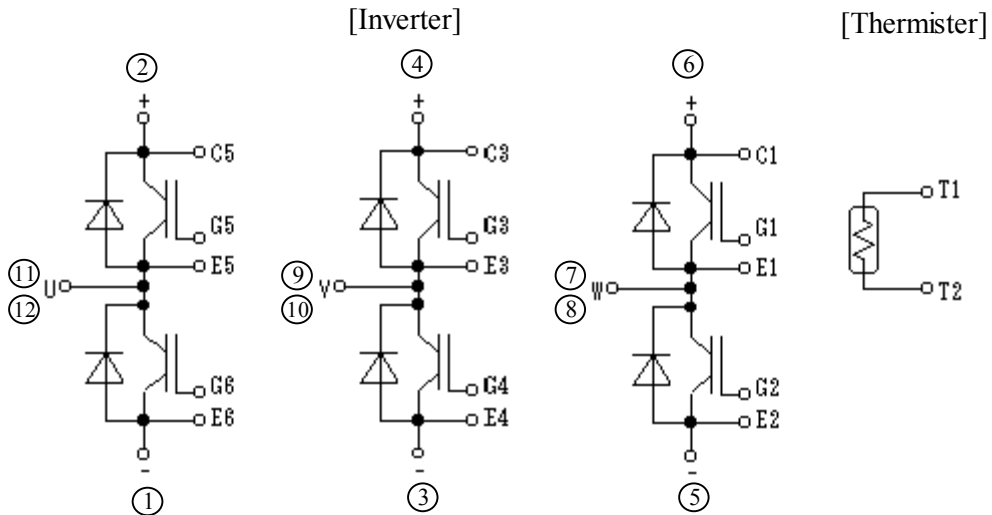 [Inverter]
[Thermister]
② ④ ⑥
+ + +
C5 C3 C1
T1
G5 G3 G1
E5 E3 E1
⑪ U ⑨ V ⑦ W
T2
⑫ ⑩ ⑧
G6 G4 G2
E6 E4 E2
- - -
① ③ ⑤